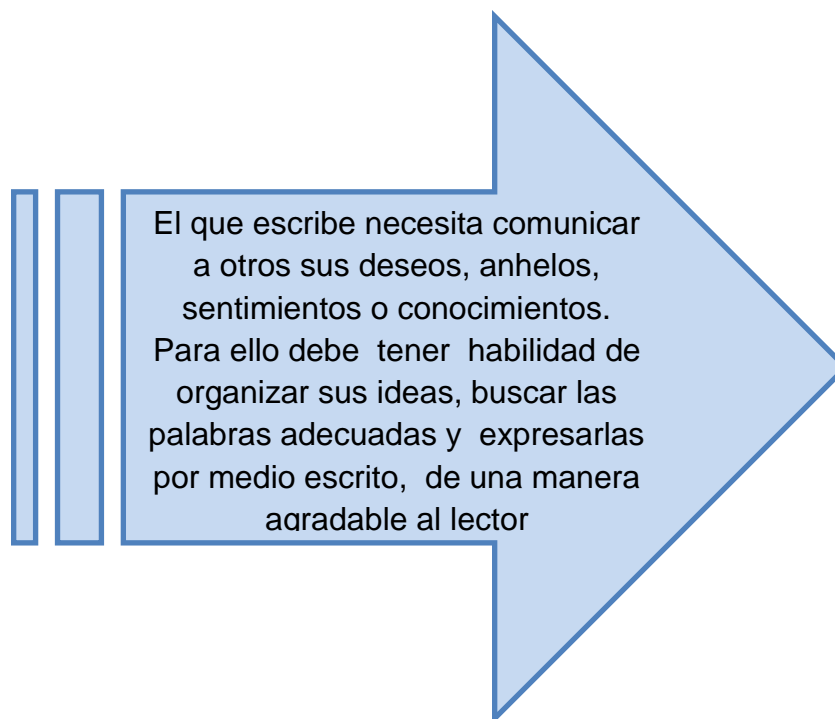 El que escribe necesita comunicar
a otros sus deseos, anhelos,
sentimientos o conocimientos.
Para ello debe  tener  habilidad de
organizar sus ideas, buscar las
palabras adecuadas y  expresarlas
por medio escrito,  de una manera
agradable al lector